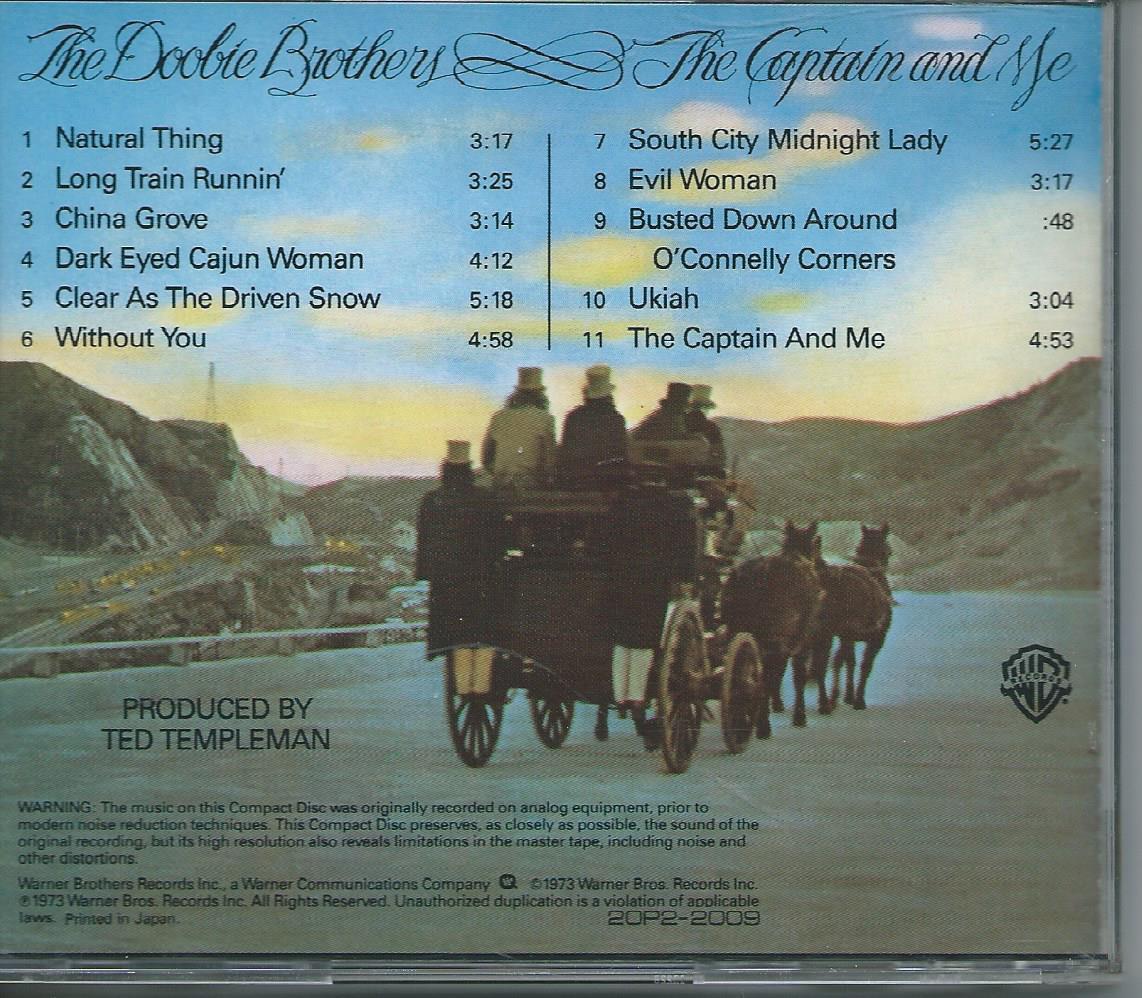 The Doobie Brothers The Captain and Me
1 Natural Thing 3:17
2 Long Train Runnin' 3:25
3 China Grove 3:14
4 Dark Eyed Cajun Woman 4:12
5 Clear As The Driven Snow 5:18
6 Without You 4:58
7 South City Midnight Lady 5:27
8 Evil Woman 3:17
9 Busted Down Around :48
O'Connelly Corners
10 Ukiah 3:04
11 The Captain And Me 4:53
RECORDS
PRODUCED BY
TED TEMPLEMAN
WARNING: The music on this Compact Disc was originally recorded on analog equipment, prior to
modern noise reduction techniques. This Compact Disc preserves, as closely as possible, the sound of the
original recording, but its high resolution also reveals limitations in the master tape, including noise and
other distortions.
Warner Brothers Records Inc., a Warner Communications Company ©1973 Warner Bros. Records Inc.
℗1973 Warner Bros. Records Inc. All Rights Reserved. Unauthorized duplication is a violation of applicable
laws. Printed in Japan. 20P2-2009